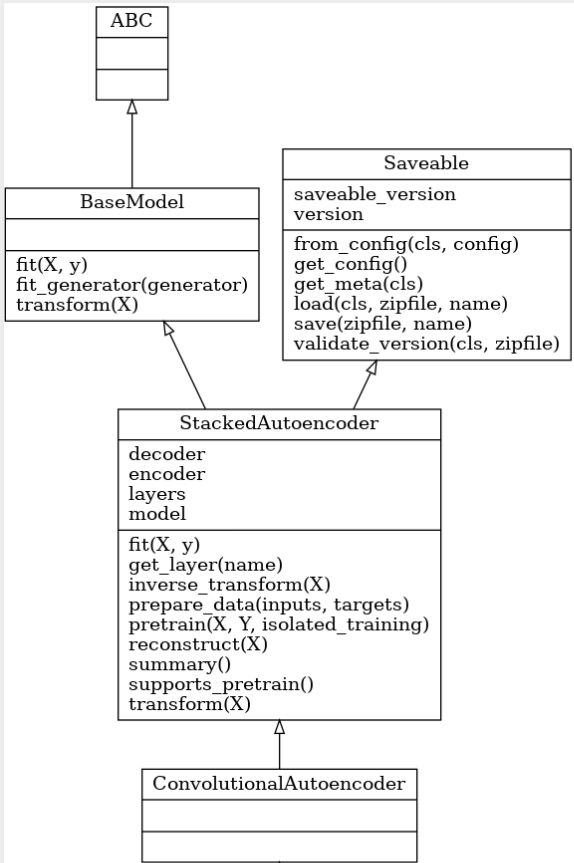 ABC
BaseModel
fit(X, y)
fit_generator(generator)
transform(X)
Saveable
saveable_version
version
from_config(cls, config)
get_config()
get_meta(cls)
load(cls, zipfile, name)
save(zipfile, name)
validate_version(cls, zipfile)
StackedAutoencoder
decoder
encoder
layers
model
fit(X, y)
get_layer(name)
inverse_transform(X)
prepare_data(inputs, targets)
pretrain(X, Y, isolated_training)
reconstruct(X)
summary()
supports_pretrain()
transform(X)
ConvolutionalAutoencoder